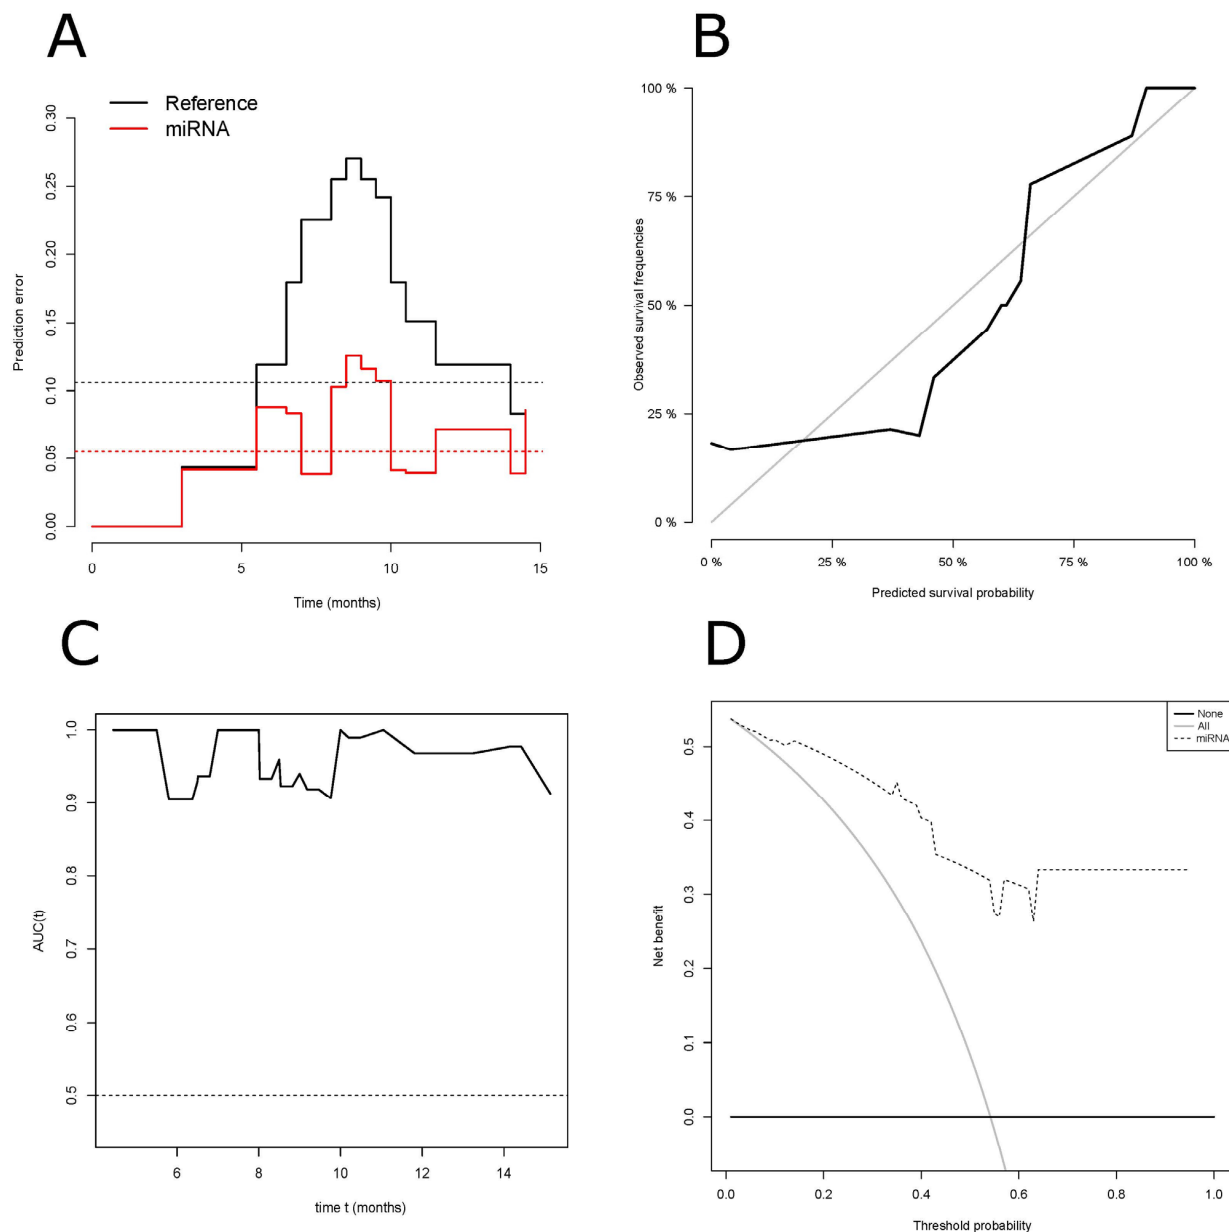 A
Reference
miRNA
0.30
0.25
0.20
0.15
0.10
0.05
0.00
Prediction error
0
5
10
15
Time (months)
B
100 %
75 %
50 %
25 %
0 %
Observed survival frequencies
0 %
25 %
50 %
75 %
100 %
Predicted survival probability
C
1.0
0.9
0.8
0.7
0.6
0.5
AUC(t)
6
8
10
12
14
time t (months)
D
None
All
miRNA
0.5
0.4
0.3
0.2
0.1
0.0
Net benefit
0.0
0.2
0.4
0.6
0.8
1.0
Threshold probability